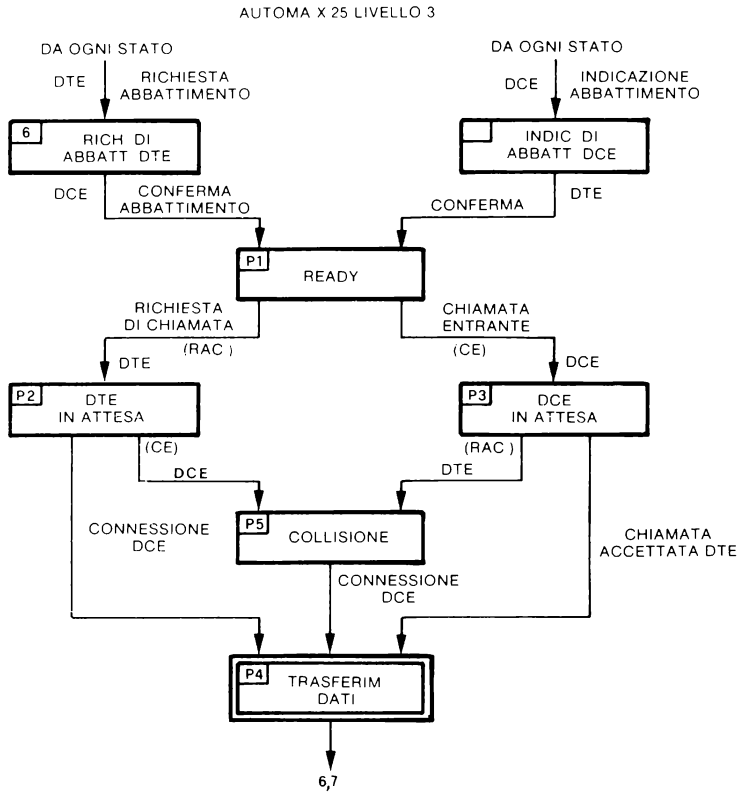 AUTOMA X 25 LIVELLO 3
DA OGNI STATO
DTE
RICHIESTA
ABBATTIMENTO
DA OGNI STATO
DCE
INDICAZIONE
ABBATTIMENTO
6
RICH DI
ABBATT DTE
INDIC DI
ABBATT DCE
DCE
CONFERMA
ABBATTIMENTO
CONFERMA
DTE
P1
READY
RICHIESTA
DI CHIAMATA
(RAC)
DTE
CHIAMATA
ENTRANTE
(CE)
DCE
P2
DTE
IN ATTESA
P3
DCE
IN ATTESA
(CE)
DCE
(RAC)
DTE
CONNESSIONE
DCE
P5
COLLISIONE
CHIAMATA
ACCETTATA DTE
CONNESSIONE
DCE
P4
TRASFERIM
DATI
6,7